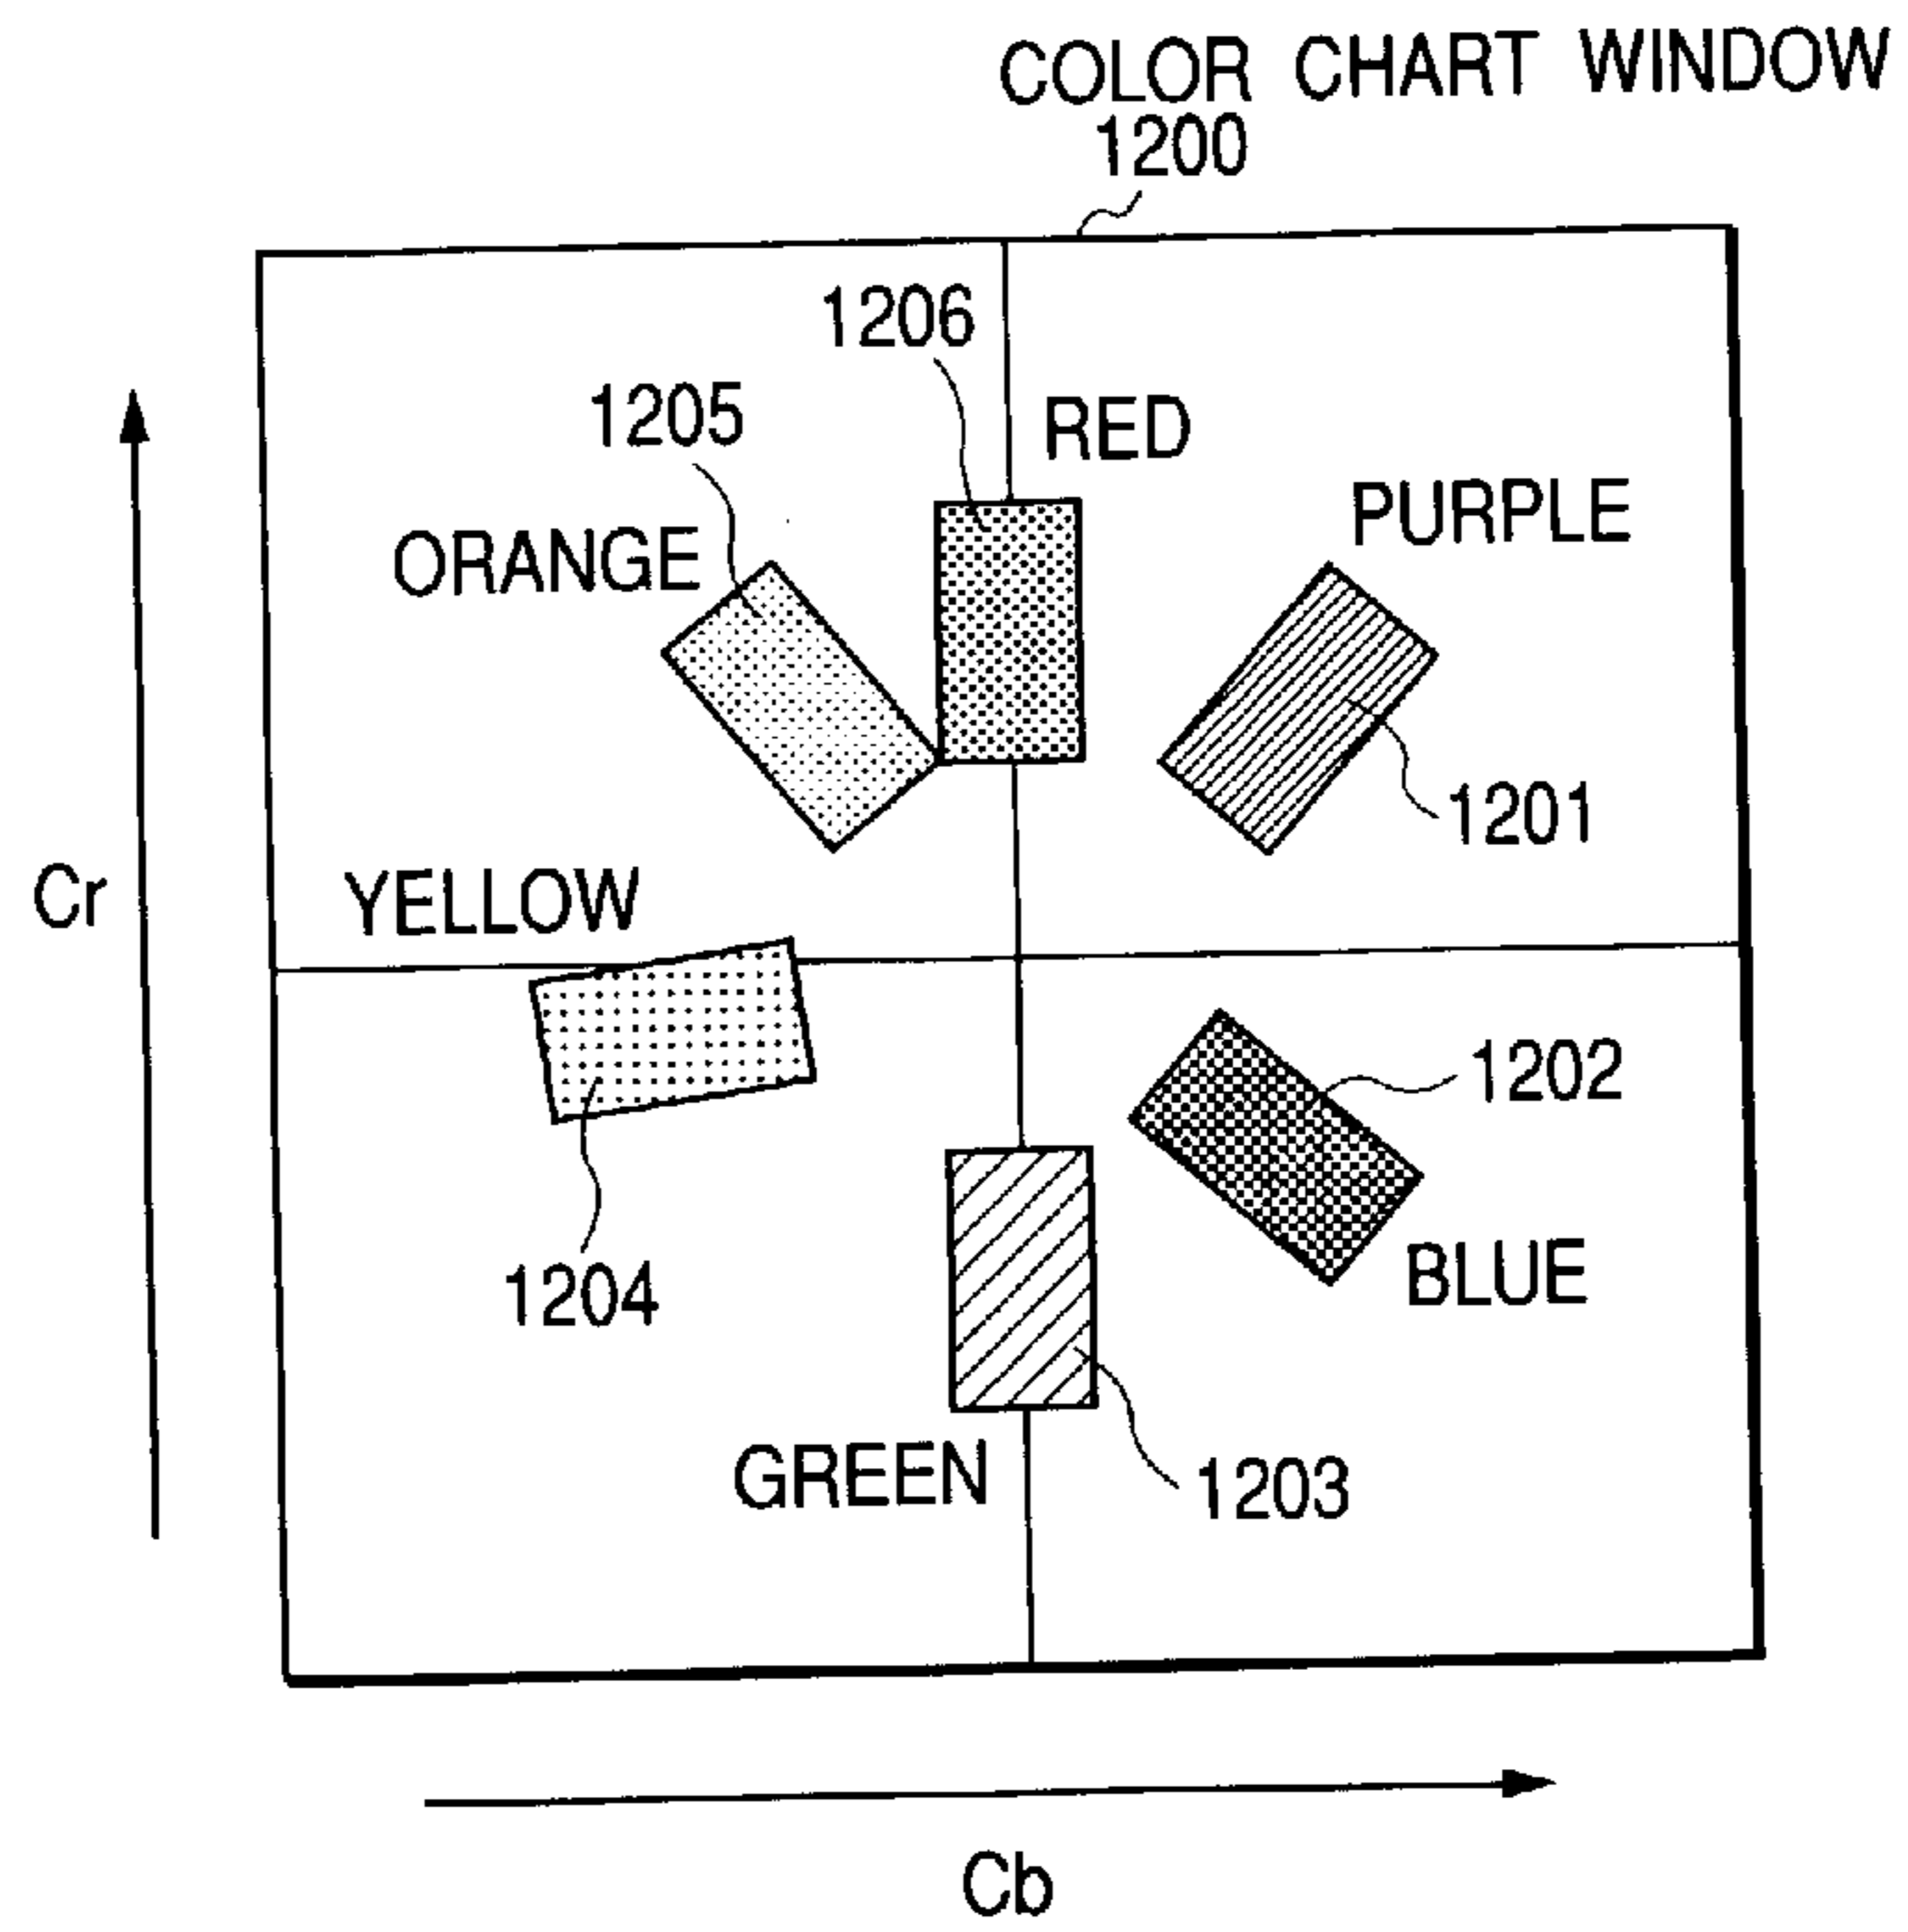 COLOR CHART WINDOW
1200
1206
1205
RED
PURPLE
ORANGE
1201
Cr
YELLOW
1202
1204
BLUE
GREEN
1203
Cb